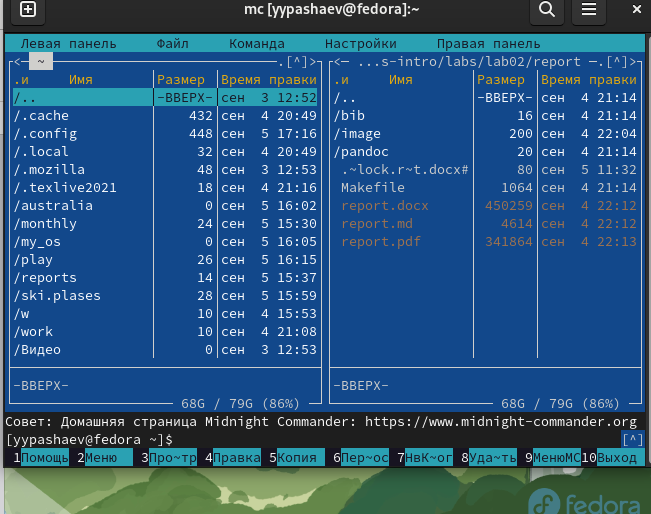 mc [yypashaev@fedora]:~
Левая панель Файл Команда Настройки Правая панель
<— ~ .[^]>
.и Имя Размер Время правки
/.. -ВВЕРХ- сен 3 12:52
/.cache 432 сен 4 20:49
/.config 448 сен 5 17:16
/.local 32 сен 4 20:49
/.mozilla 48 сен 3 12:53
/.texlive2021 18 сен 4 21:16
/australia 0 сен 5 16:02
/monthly 24 сен 5 15:30
/my_os 0 сен 5 16:05
/play 26 сен 5 16:15
/reports 14 сен 5 15:37
/ski.plases 28 сен 5 15:59
/w 10 сен 4 15:53
/work 10 сен 4 21:08
/Видео 0 сен 3 12:53
-ВВЕРХ-
68G / 79G (86%)
<— ...s-intro/labs/lab02/report —.[^]>
.и Имя Размер Время правки
/.. -ВВЕРХ- сен 4 21:14
/bib 16 сен 4 21:14
/image 200 сен 4 22:04
/pandoc 20 сен 4 21:14
.~lock.r~t.docx# 80 сен 5 11:32
Makefile 1064 сен 4 21:14
report.docx 450259 сен 4 22:12
report.md 4614 сен 4 22:12
report.pdf 341864 сен 4 22:13
-ВВЕРХ-
68G / 79G (86%)
Совет: Домашняя страница Midnight Commander: https://www.midnight-commander.org
[yypashaev@fedora ~]$ [^]
1Помощь 2Меню 3Про~тр 4Правка 5Копия 6Пер~ос 7НвК~ог 8Уда~ть 9МенюMC 10Выход
fedora